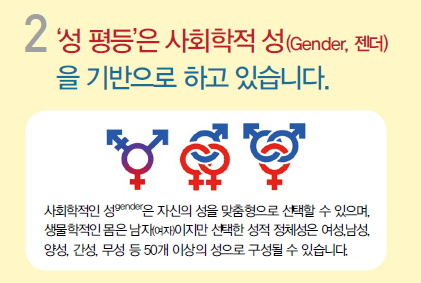 2 '성 평등'은 사회학적 성(Gender, 젠더)
을 기반으로 하고 있습니다.
사회학적인 성gender은 자신의 성을 맞춤형으로 선택할 수 있으며,
생물학적인 몸은 남자(여자)이지만 선택한 성적 정체성은 여성,남성,
양성, 간성, 무성 등 50개 이상의 성으로 구성될 수 있습니다.